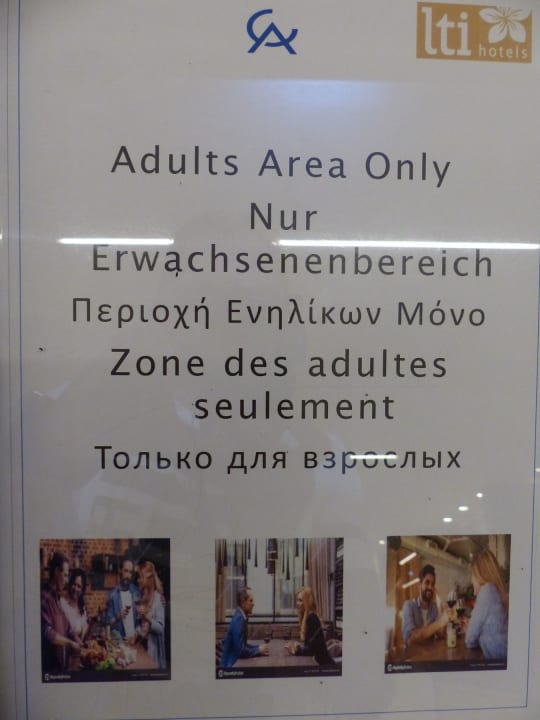 lti
hotels
Adults Area Only
Nur
Erwachsenenbereich
Περιοχή Ενηλίκων Μόνο
Zone des adultes
seulement
Только для взрослых